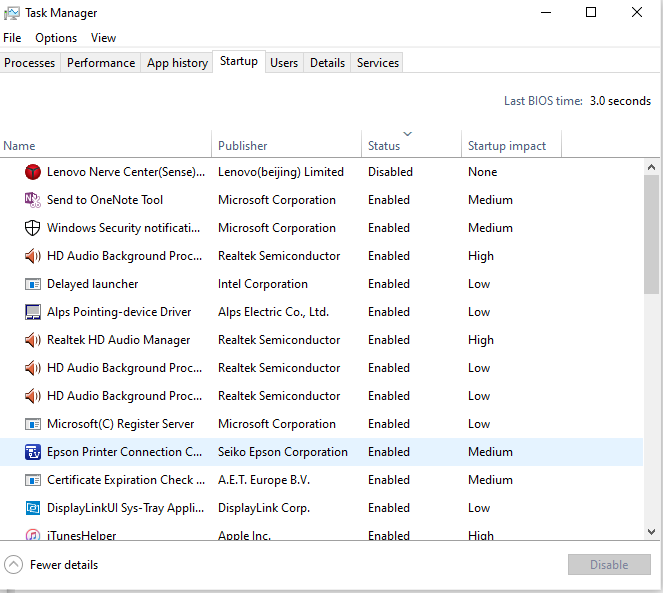 Task Manager
File Options View
Processes Performance App history Startup Users Details Services
Last BIOS time: 3.0 seconds
Name Publisher Status Startup impact
Lenovo Nerve Center(Sense)... Lenovo(beijing) Limited Disabled None
Send to OneNote Tool Microsoft Corporation Enabled Medium
Windows Security notificati... Microsoft Corporation Enabled Medium
HD Audio Background Proc... Realtek Semiconductor Enabled High
Delayed launcher Intel Corporation Enabled Low
Alps Pointing-device Driver Alps Electric Co., Ltd. Enabled Low
Realtek HD Audio Manager Realtek Semiconductor Enabled High
HD Audio Background Proc... Realtek Semiconductor Enabled Low
HD Audio Background Proc... Realtek Semiconductor Enabled Low
Microsoft(C) Register Server Microsoft Corporation Enabled Low
Epson Printer Connection C... Seiko Epson Corporation Enabled Medium
Certificate Expiration Check ... A.E.T. Europe B.V. Enabled Medium
DisplayLinkUI Sys-Tray Appli... DisplayLink Corp. Enabled Low
iTunesHelper Apple Inc. Enabled High
Fewer details Disable